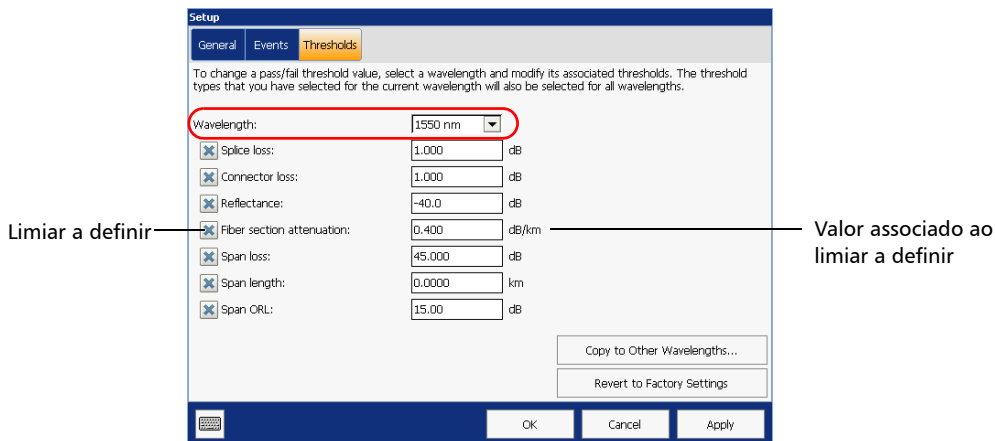 Setup
General Events Thresholds
To change a pass/fail threshold value, select a wavelength and modify its associated thresholds. The threshold
types that you have selected for the current wavelength will also be selected for all wavelengths.
Wavelength: 1550 nm
Splice loss: 1.000 dB
Connector loss: 1.000 dB
Reflectance: -40.0 dB
Limiar a definir
Fiber section attenuation: 0.400 dB/km
Valor associado ao
limiar a definir
Span loss: 45.000 dB
Span length: 0.0000 km
Span ORL: 15.00 dB
Copy to Other Wavelengths...
Revert to Factory Settings
OK Cancel Apply